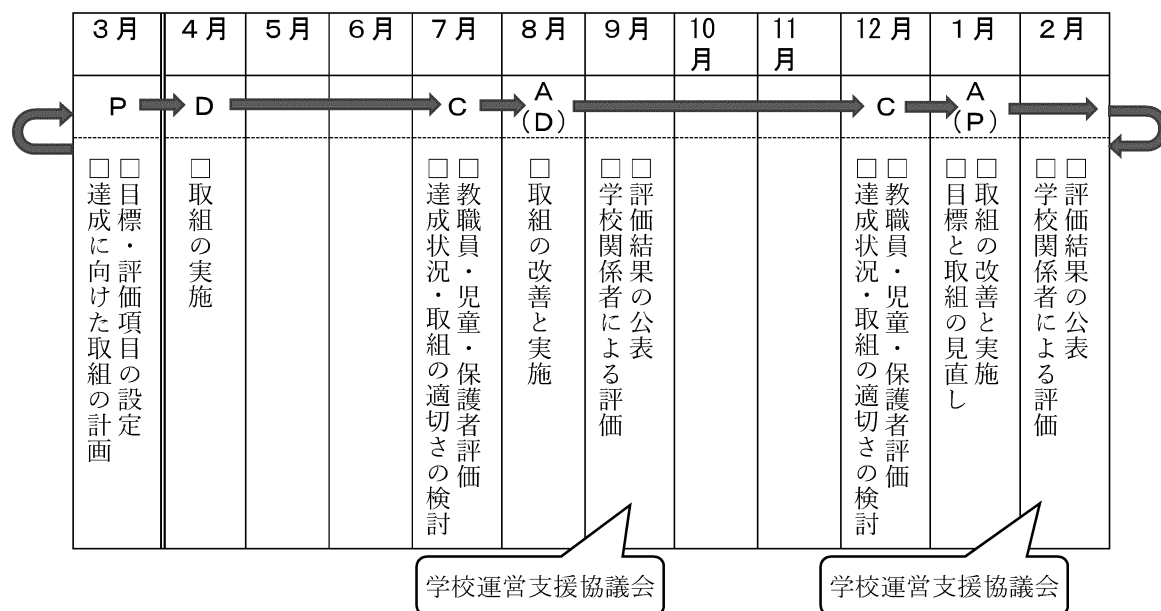 3月
4月
5月
6月
7月
8月
9月
10
月
11
月
12月
1月
2月
P
D
C
A
(D)
C
A
(P)
□目標・評価項目の設定
□達成に向けた取組の計画
□取組の実施
□教職員・児童・保護者評価
□達成状況・取組の適切さの検討
□取組の改善と実施
□評価結果の公表
□学校関係者による評価
□教職員・児童・保護者評価
□達成状況・取組の適切さの検討
□取組の改善と実施
□目標と取組の見直し
□評価結果の公表
□学校関係者による評価
学校運営支援協議会
学校運営支援協議会